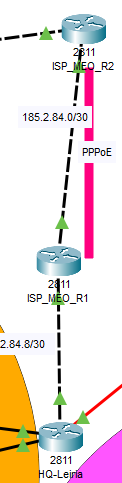 2811
ISP_MEO_R2
185.2.84.0/30
PPPoE
2811
ISP_MEO_R1
2.84.8/30
2811
HQ-Leiria